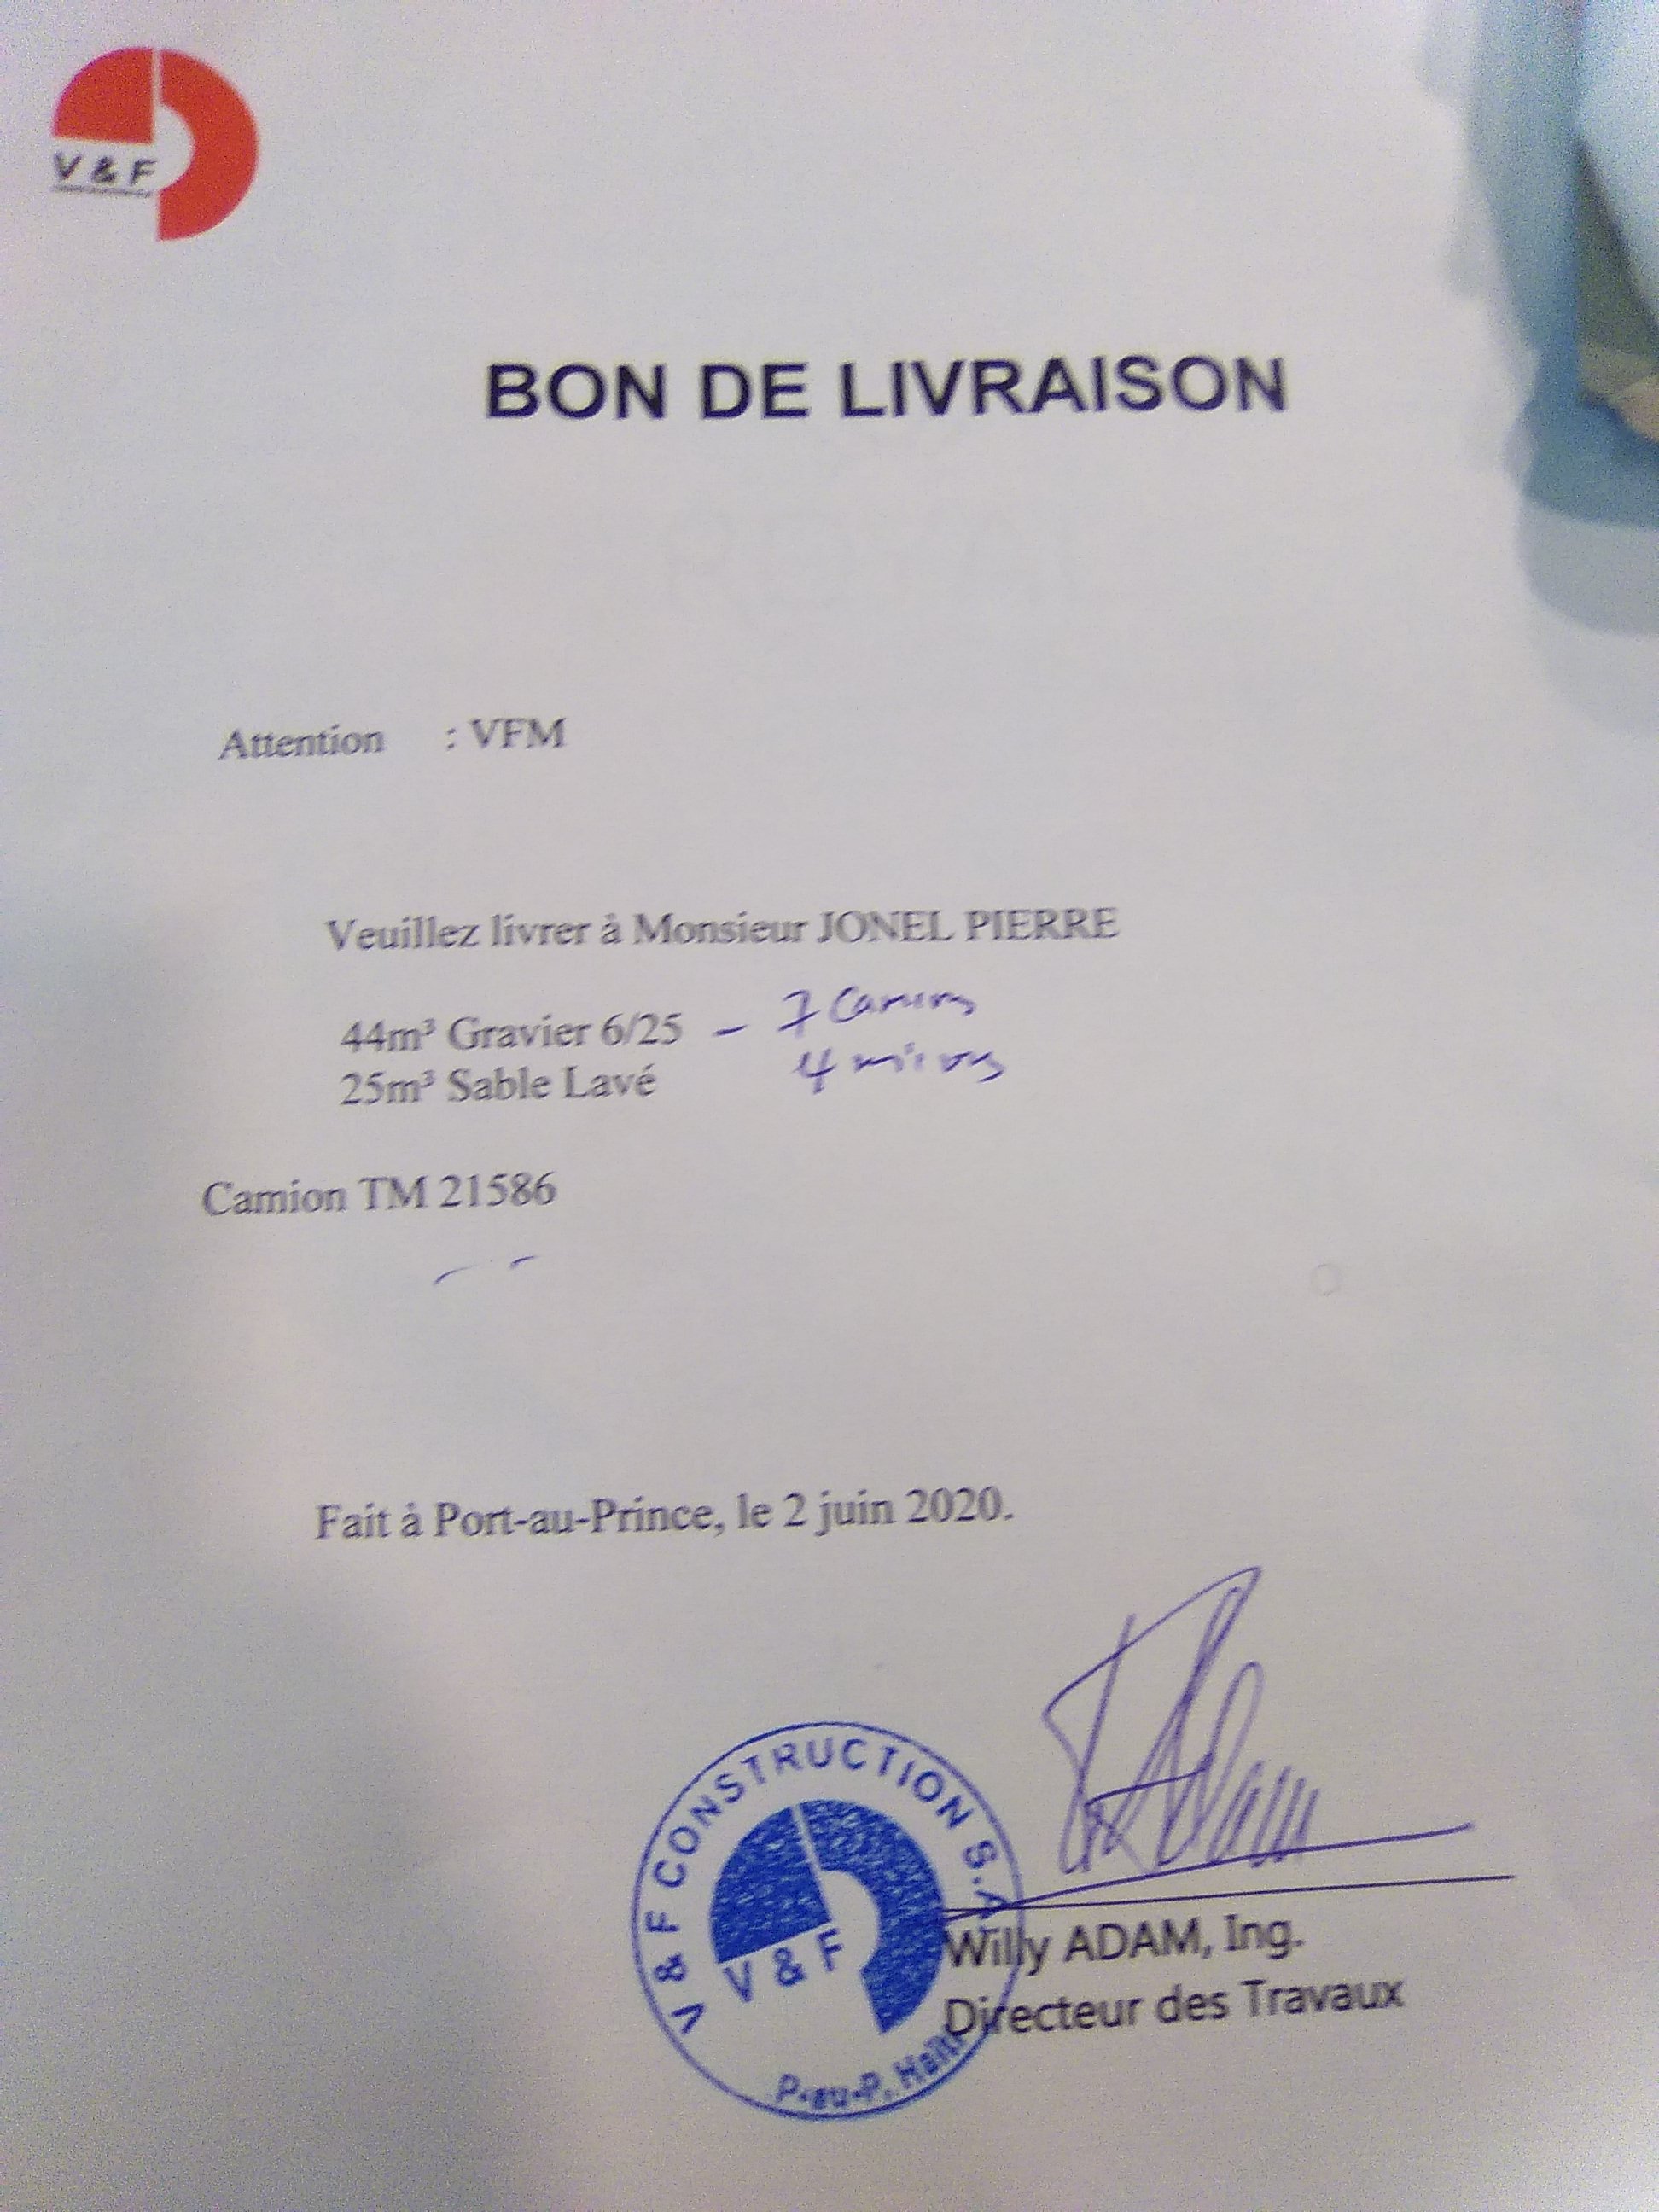 V & F
BON DE LIVRAISON
Attention : VFM
Veuillez livrer à Monsieur JONEL PIERRE
44m³ Gravier 6/25 – 7 Camions
25m³ Sable Lavé 4
Camion TM 21586
Fait à Port-au-Prince, le 2 juin 2020.
V & F CONSTRUCTION S.A
V & F
P-au-P, Haïti
Willy ADAM, Ing.
Directeur des Travaux